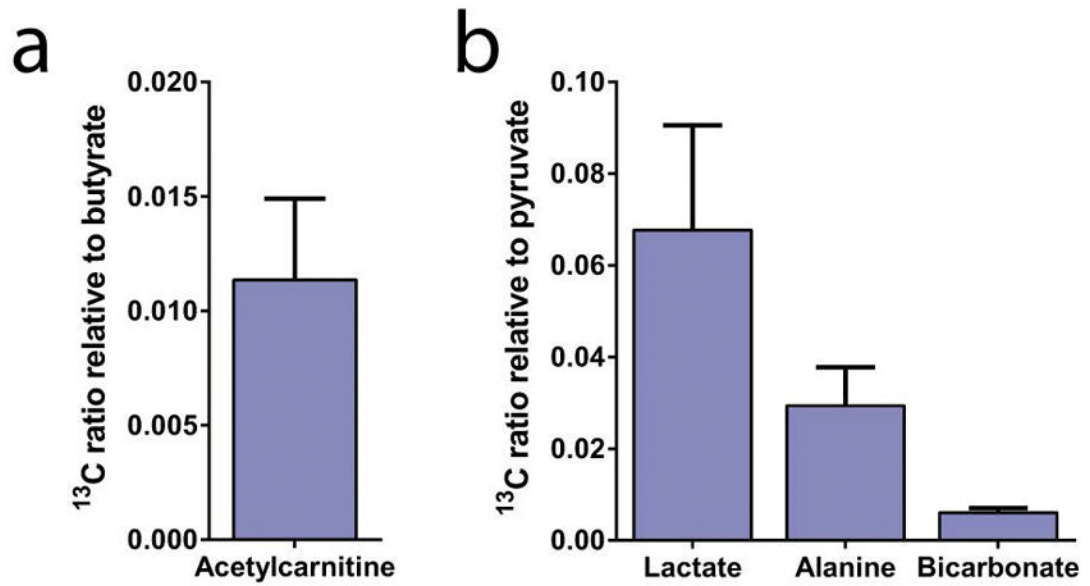 a
¹³C ratio relative to butyrate
0.020
0.015
0.010
0.005
0.000
Acetylcarnitine
b
¹³C ratio relative to pyruvate
0.10
0.08
0.06
0.04
0.02
0.00
Lactate Alanine Bicarbonate